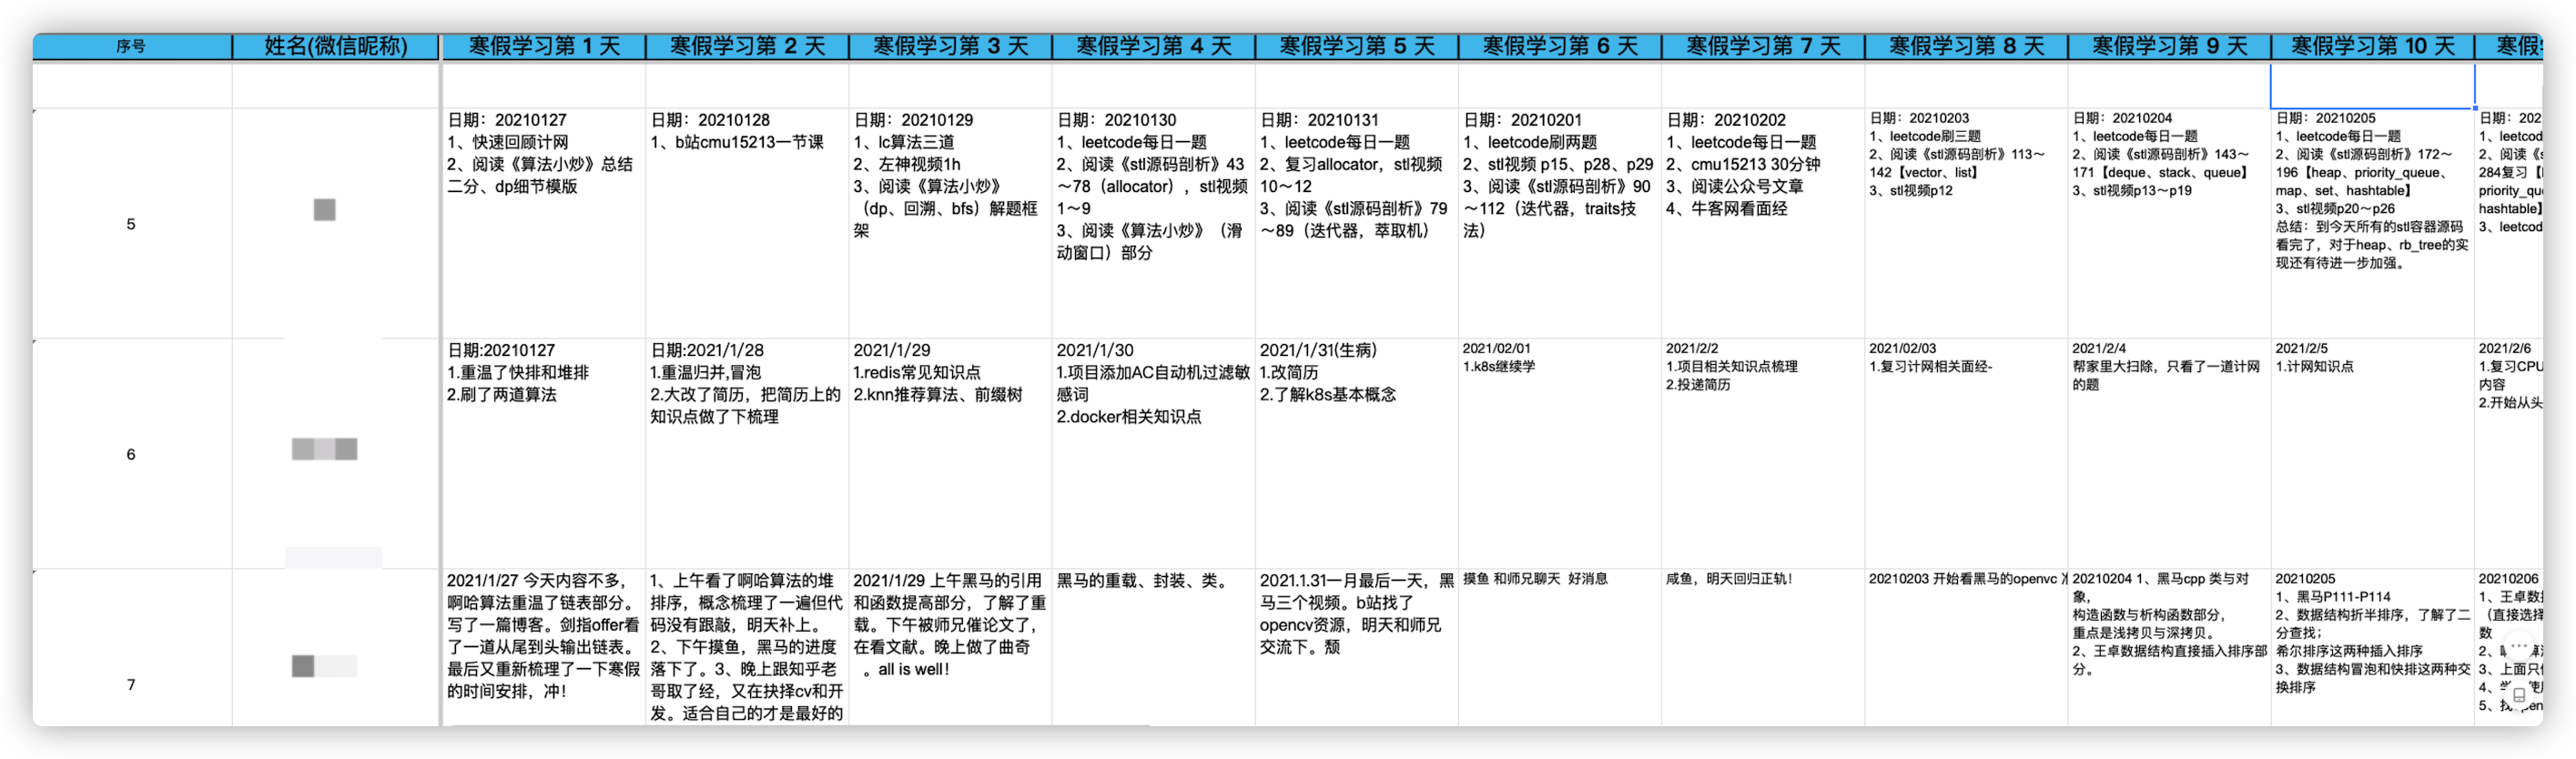 序号
姓名(微信昵称)
寒假学习第 1 天
寒假学习第 2 天
寒假学习第 3 天
寒假学习第 4 天
寒假学习第 5 天
寒假学习第 6 天
寒假学习第 7 天
寒假学习第 8 天
寒假学习第 9 天
寒假学习第 10 天
寒假
5
日期：20210127
1、快速回顾计网
2、阅读《算法小炒》总结
二分、dp细节模版
日期：20210128
1、b站cmu15213一节课
日期：20210129
1、lc算法三道
2、左神视频1h
3、阅读《算法小炒》
（dp、回溯、bfs）解题框
架
日期：20210130
1、leetcode每日一题
2、阅读《stl源码剖析》43
～78（allocator），stl视频
1～9
3、阅读《算法小炒》（滑
动窗口）部分
日期：20210131
1、leetcode每日一题
2、复习allocator，stl视频
10～12
3、阅读《stl源码剖析》79
～89（迭代器，萃取机）
日期：20210201
1、leetcode刷两题
2、stl视频 p15、p28、p29
3、阅读《stl源码剖析》90
～112（迭代器，traits技
法）
日期：20210202
1、leetcode每日一题
2、cmu15213 30分钟
3、阅读公众号文章
4、牛客网看面经
日期：20210203
1、leetcode刷三题
2、阅读《stl源码剖析》113～
142【vector、list】
3、stl视频p12
日期：20210204
1、leetcode每日一题
2、阅读《stl源码剖析》143～
171【deque、stack、queue】
3、stl视频p13～p19
日期：20210205
1、leetcode每日一题
2、阅读《stl源码剖析》172～
196【heap、priority_queue、
map、set、hashtable】
3、stl视频p20～p26
总结：到今天所有的stl容器源码
看完了，对于heap、rb_tree的实
现还有待进一步加强。
日期：202
1、leetcod
2、阅读《s
284复习【
priority_qu
hashtable】
3、leetcod
6
日期:20210127
1.重温了快排和堆排
2.刷了两道算法
日期:2021/1/28
1.重温归并,冒泡
2.大改了简历，把简历上的
知识点做了下梳理
2021/1/29
1.redis常见知识点
2.knn推荐算法、前缀树
2021/1/30
1.项目添加AC自动机过滤敏
感词
2.docker相关知识点
2021/1/31(生病)
1.改简历
2.了解k8s基本概念
2021/02/01
1.k8s继续学
2021/2/2
1.项目相关知识点梳理
2.投递简历
2021/02/03
1.复习计网相关面经-
2021/2/4
帮家里大扫除，只看了一道计网
的题
2021/2/5
1.计网知识点
2021/2/6
1.复习CPU
内容
2.开始从头
7
2021/1/27 今天内容不多，
啊哈算法重温了链表部分。
写了一篇博客。剑指offer看
了一道从尾到头输出链表。
最后又重新梳理了一下寒假
的时间安排，冲！
1、上午看了啊哈算法的堆
排序，概念梳理了一遍但代
码没有跟敲，明天补上。
2、下午摸鱼，黑马的进度
落下了。3、晚上跟知乎老
哥取了经，又在抉择cv和开
发。适合自己的才是最好的
2021/1/29 上午黑马的引用
和函数提高部分，了解了重
载。下午被师兄催论文了，
在看文献。晚上做了曲奇
。all is well！
黑马的重载、封装、类。
2021.1.31一月最后一天，黑
马三个视频。b站找了
opencv资源，明天和师兄
交流下。颓
摸鱼 和师兄聊天 好消息
咸鱼，明天回归正轨！
20210203 开始看黑马的openvc
20210204 1、黑马cpp 类与对
象，
构造函数与析构函数部分，
重点是浅拷贝与深拷贝。
2、王卓数据结构直接插入排序部
分。
20210205
1、黑马P111-P114
2、数据结构折半排序，了解了二
分查找；
希尔排序这两种插入排序
3、数据结构冒泡和快排这两种交
换排序
20210206
1、王卓数据
（直接选择
数
2、
3、上面只
4、
5、